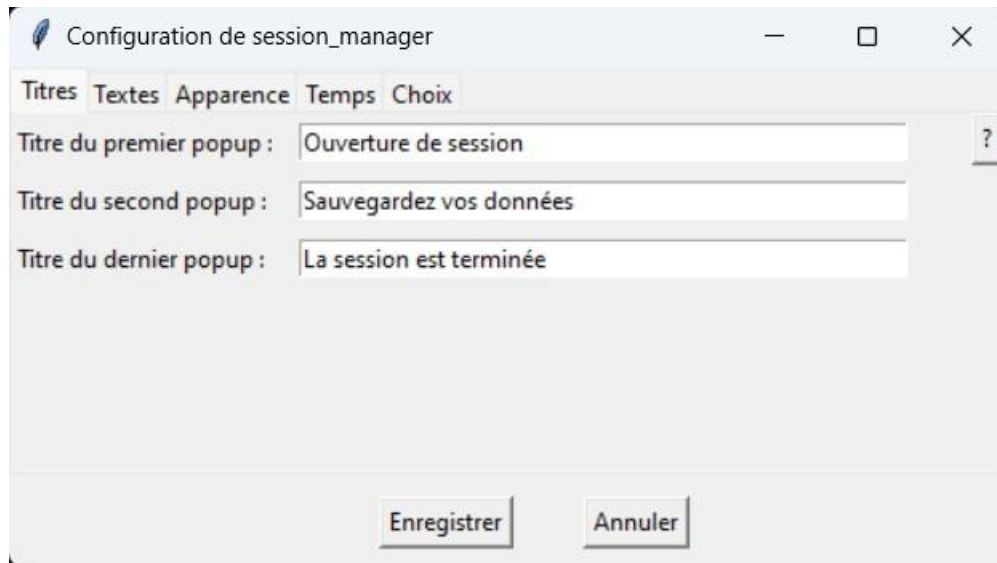 Configuration de session_manager
Titres Textes Apparence Temps Choix
Titre du premier popup : Ouverture de session ?
Titre du second popup : Sauvegardez vos données
Titre du dernier popup : La session est terminée
Enregistrer Annuler